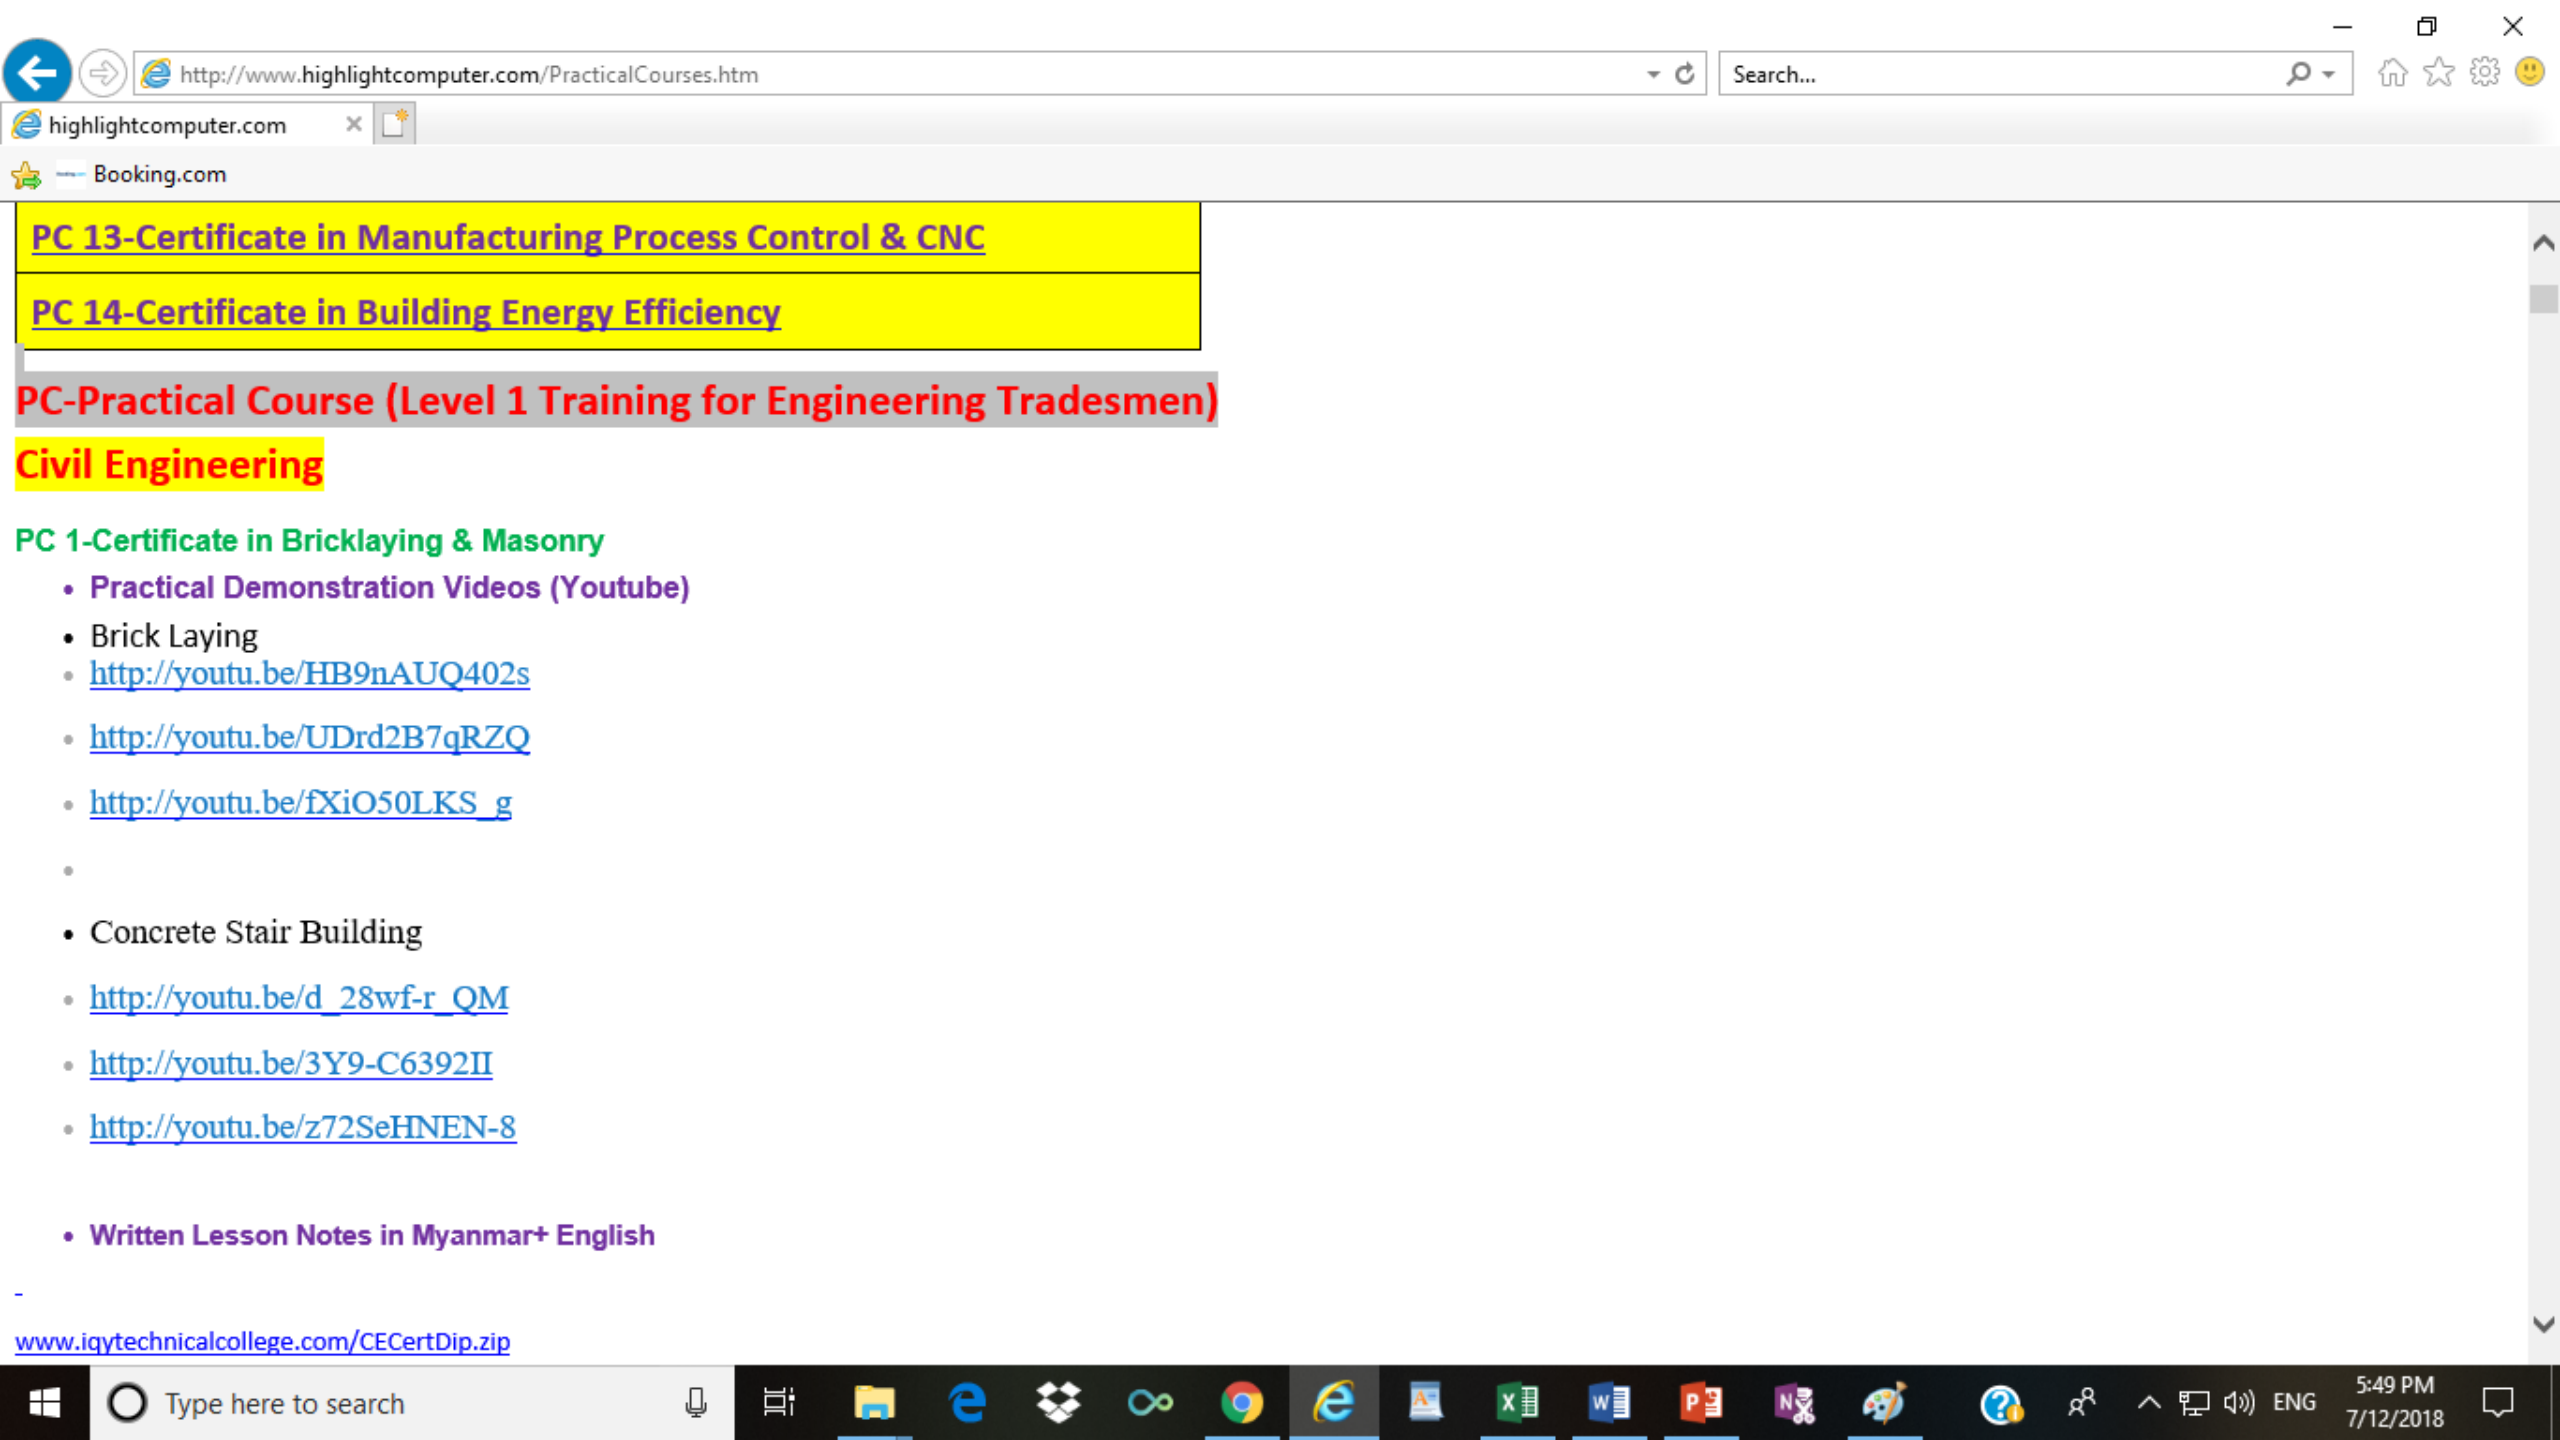 http://www.highlightcomputer.com/PracticalCourses.htm
Search...
highlightcomputer.com
Booking.com
PC 13-Certificate in Manufacturing Process Control & CNC
PC 14-Certificate in Building Energy Efficiency
PC-Practical Course (Level 1 Training for Engineering Tradesmen)
Civil Engineering
PC 1-Certificate in Bricklaying & Masonry
• Practical Demonstration Videos (Youtube)
• Brick Laying
• http://youtu.be/HB9nAUQ402s
• http://youtu.be/UDrd2B7qRZQ
• http://youtu.be/fXiO50LKS_g
•
• Concrete Stair Building
• http://youtu.be/d_28wf-r_QM
• http://youtu.be/3Y9-C6392II
• http://youtu.be/z72SeHNEN-8
• Written Lesson Notes in Myanmar+ English
www.iqytechnicalcollege.com/CECertDip.zip
Type here to search
ENG
5:49 PM
7/12/2018